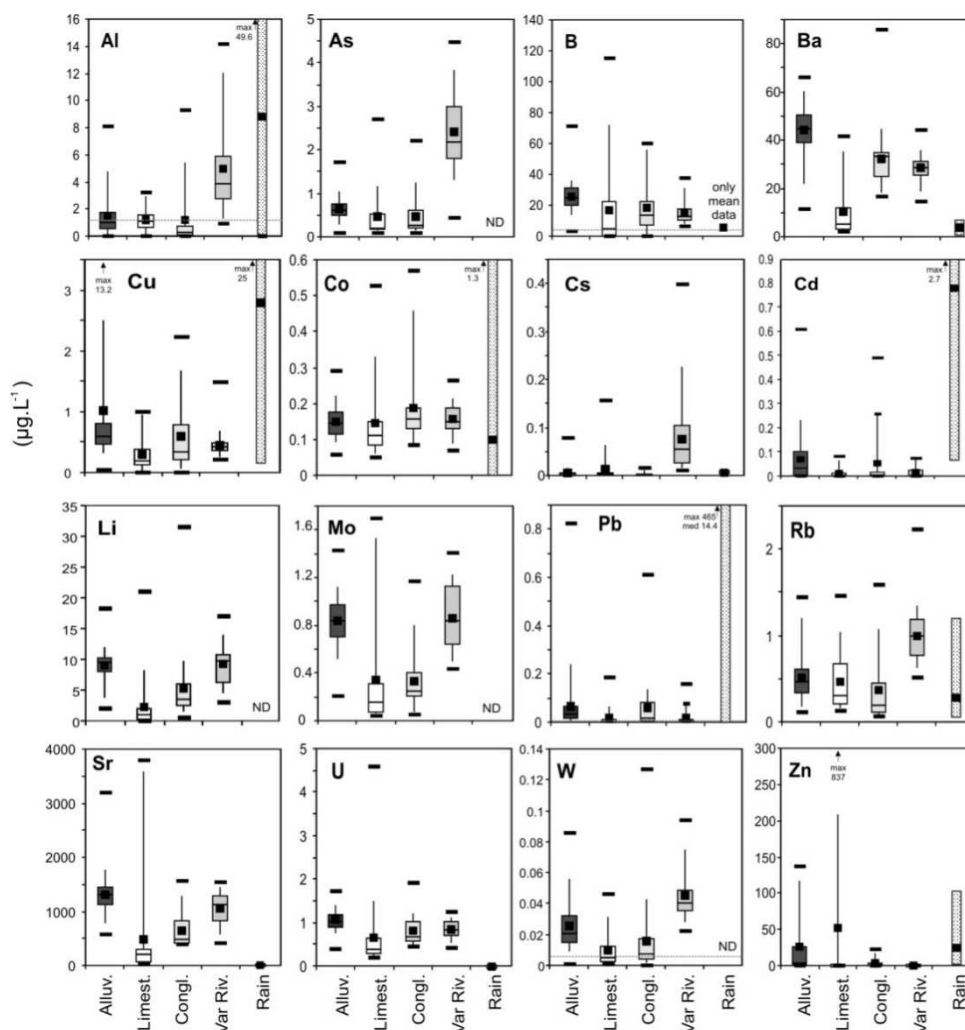 Al
max
49.6
16
14
12
10
8
6
4
2
0
As
5
4
3
2
1
0
ND
B
140
120
100
80
60
40
20
0
only
mean
data
Ba
80
60
40
20
0
Cu
max
13.2
max
25
3
2
1
0
Co
max
1.3
0.6
0.5
0.4
0.3
0.2
0.1
0
Cs
0.4
0.3
0.2
0.1
0
Cd
max
2.7
0.9
0.8
0.7
0.6
0.5
0.4
0.3
0.2
0.1
0
(µg.L-1)
Li
35
30
25
20
15
10
5
0
ND
Mo
1.6
1.2
0.8
0.4
0
ND
Pb
max 465
med 14.4
0.8
0.6
0.4
0.2
0
Rb
2
1
0
Sr
4000
3000
2000
1000
0
U
5
4
3
2
1
0
W
0.14
0.12
0.1
0.08
0.06
0.04
0.02
0
ND
Zn
max
837
300
250
200
150
100
50
0
Alluv.
Limest.
Congl.
Var Riv.
Rain
Alluv.
Limest.
Congl.
Var Riv.
Rain
Alluv.
Limest.
Congl.
Var Riv.
Rain
Alluv.
Limest.
Congl.
Var Riv.
Rain